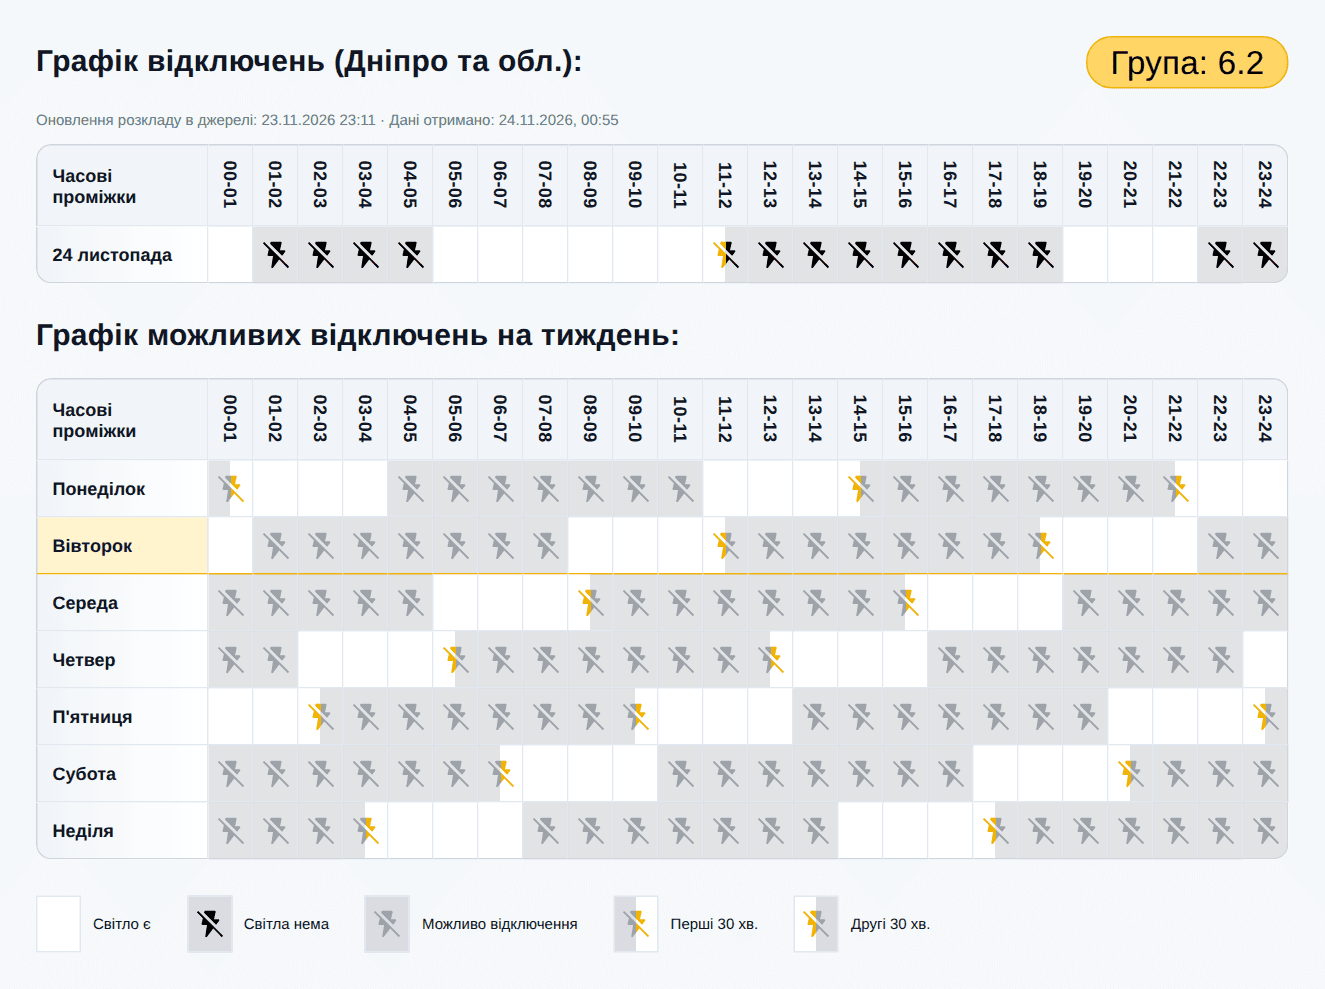 Графік відключень (Дніпро та обл.):
Група: 6.2
Оновлення розкладу в джерелі: 23.11.2026 23:11 · Дані отримано: 24.11.2026, 00:55
Часові
проміжки
00-01 01-02 02-03 03-04 04-05 05-06 06-07 07-08 08-09 09-10 10-11 11-12 12-13 13-14 14-15 15-16 16-17 17-18 18-19 19-20 20-21 21-22 22-23 23-24
24 листопада
Графік можливих відключень на тиждень:
Часові
проміжки
00-01 01-02 02-03 03-04 04-05 05-06 06-07 07-08 08-09 09-10 10-11 11-12 12-13 13-14 14-15 15-16 16-17 17-18 18-19 19-20 20-21 21-22 22-23 23-24
Понеділок
Вівторок
Середа
Четвер
П'ятниця
Субота
Неділя
Світло є Світла нема Можливо відключення Перші 30 хв. Другі 30 хв.